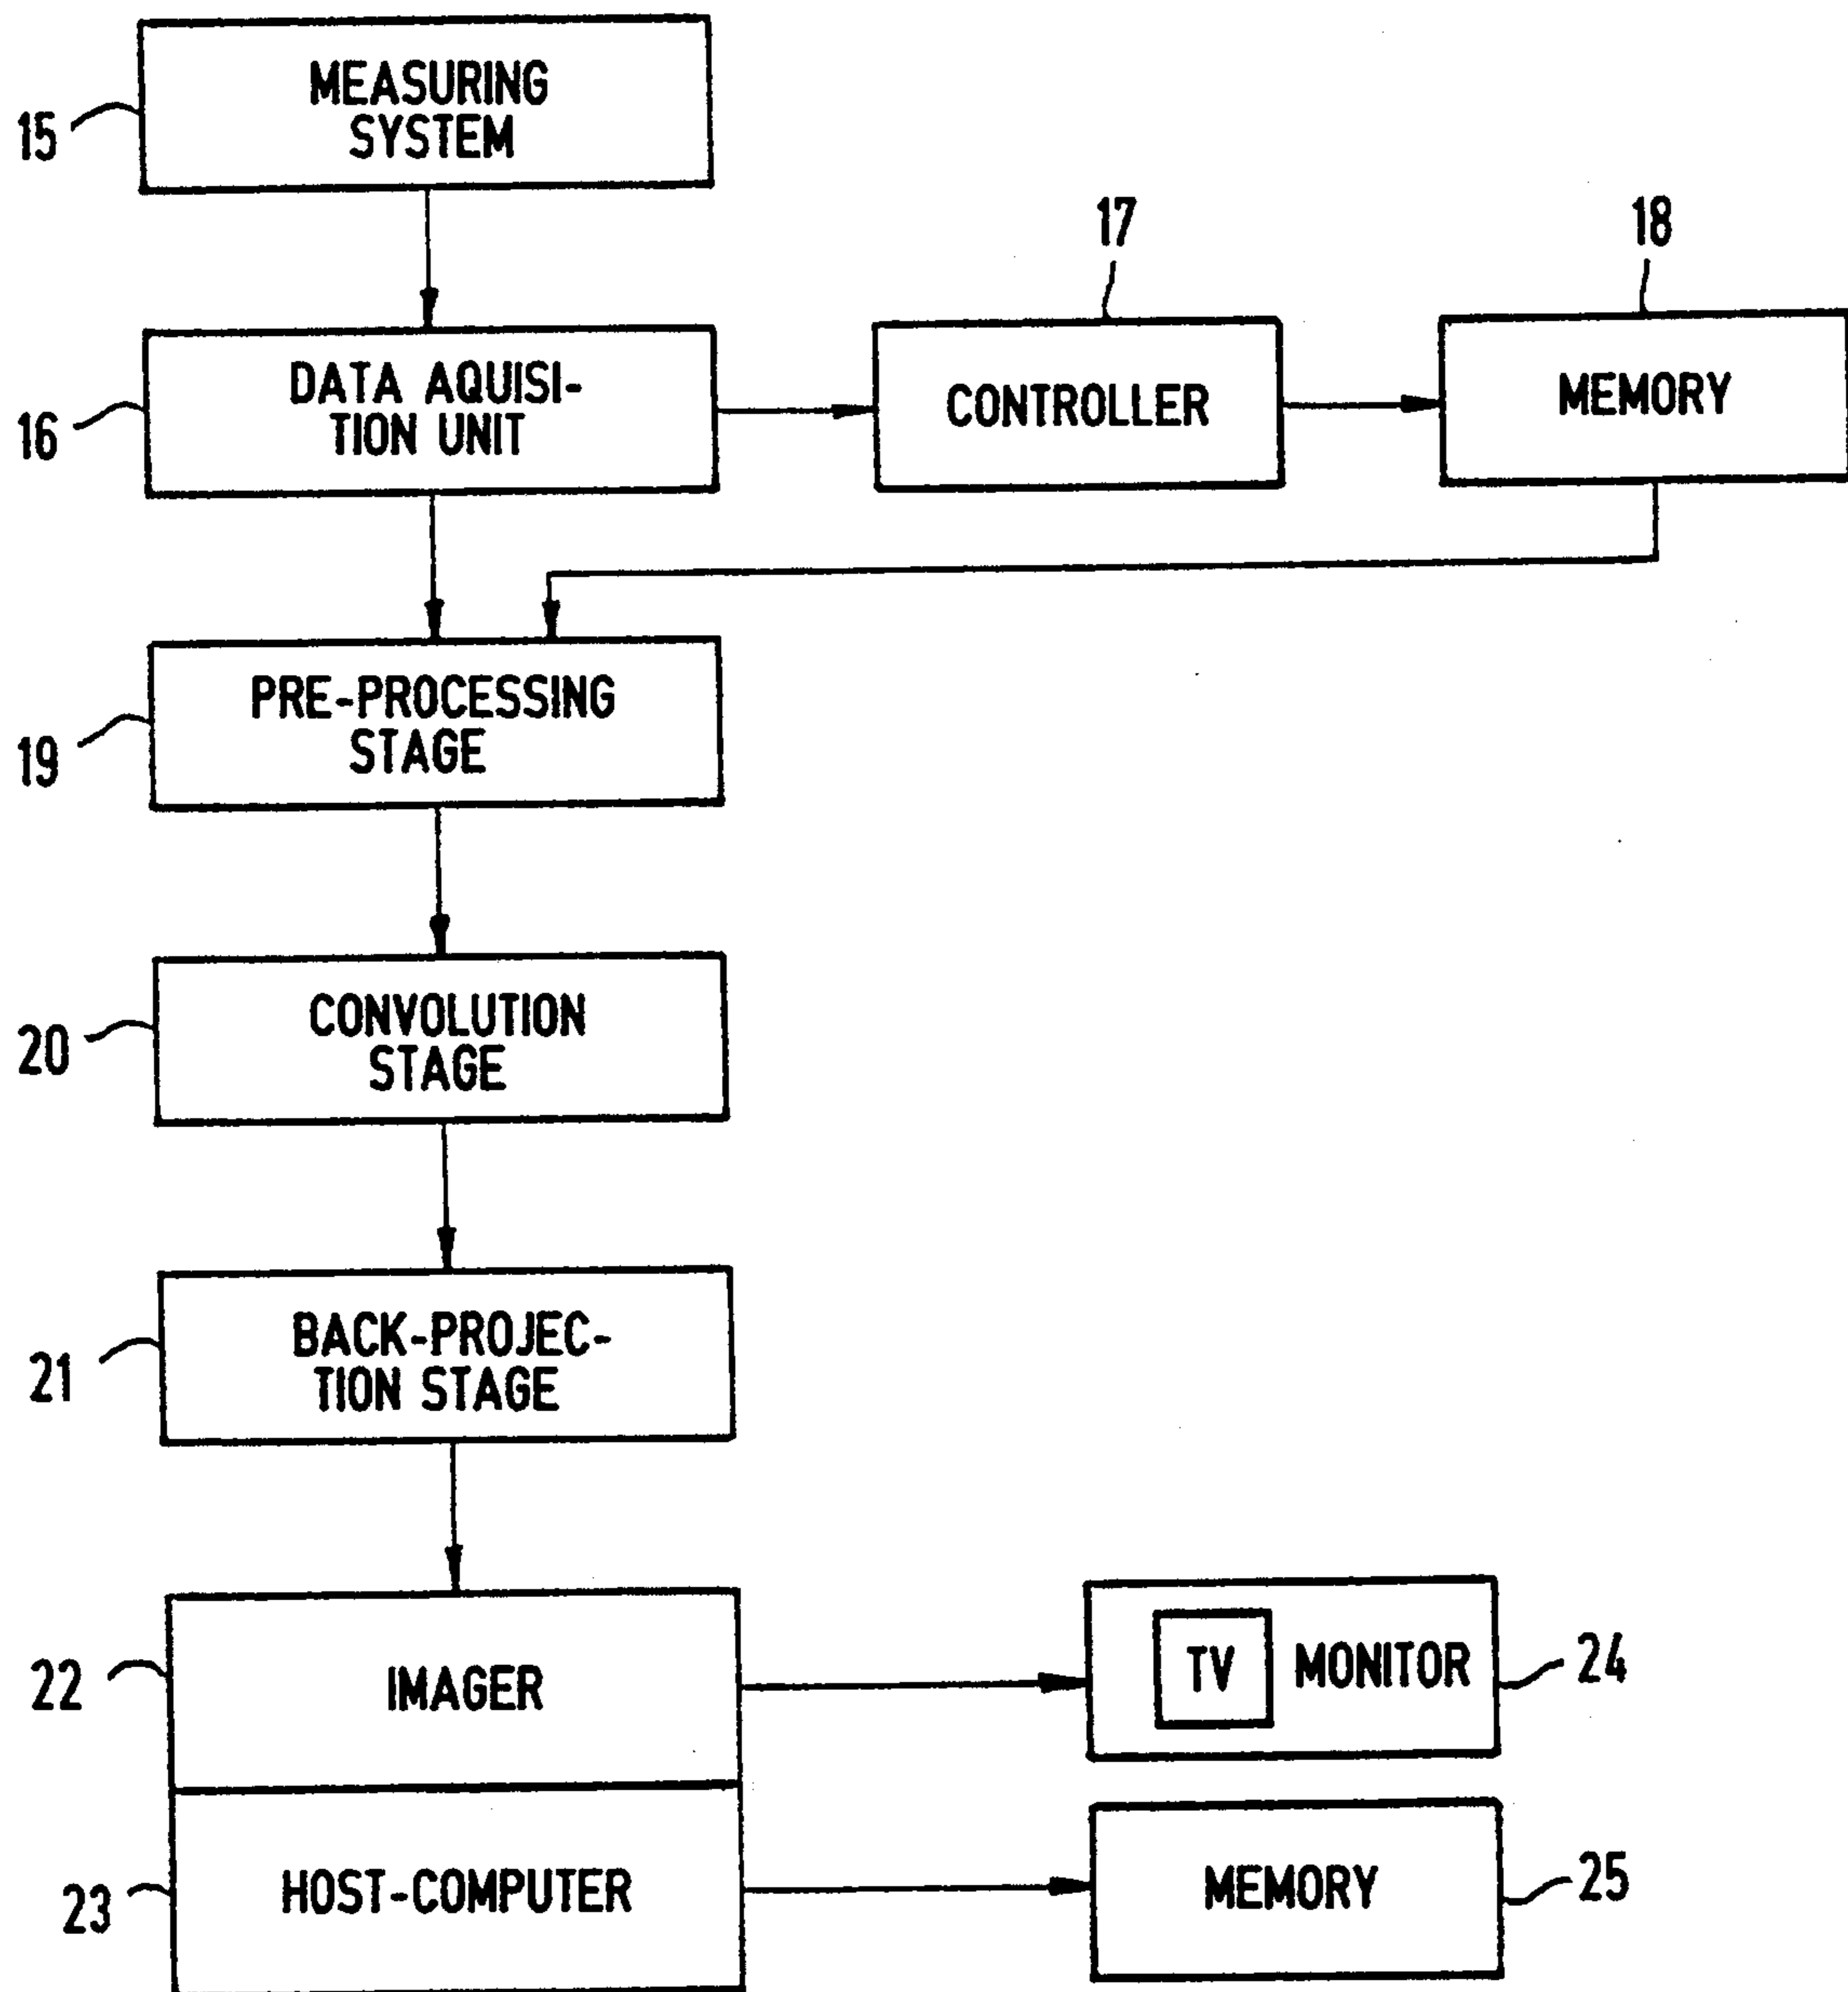 MEASURING
SYSTEM
15
17
18
DATA AQUISI-
TION UNIT
16
CONTROLLER
MEMORY
PRE-PROCESSING
STAGE
19
CONVOLUTION
STAGE
20
BACK-PROJEC-
TION STAGE
21
IMAGER
22
TV MONITOR
24
HOST-COMPUTER
23
MEMORY
25